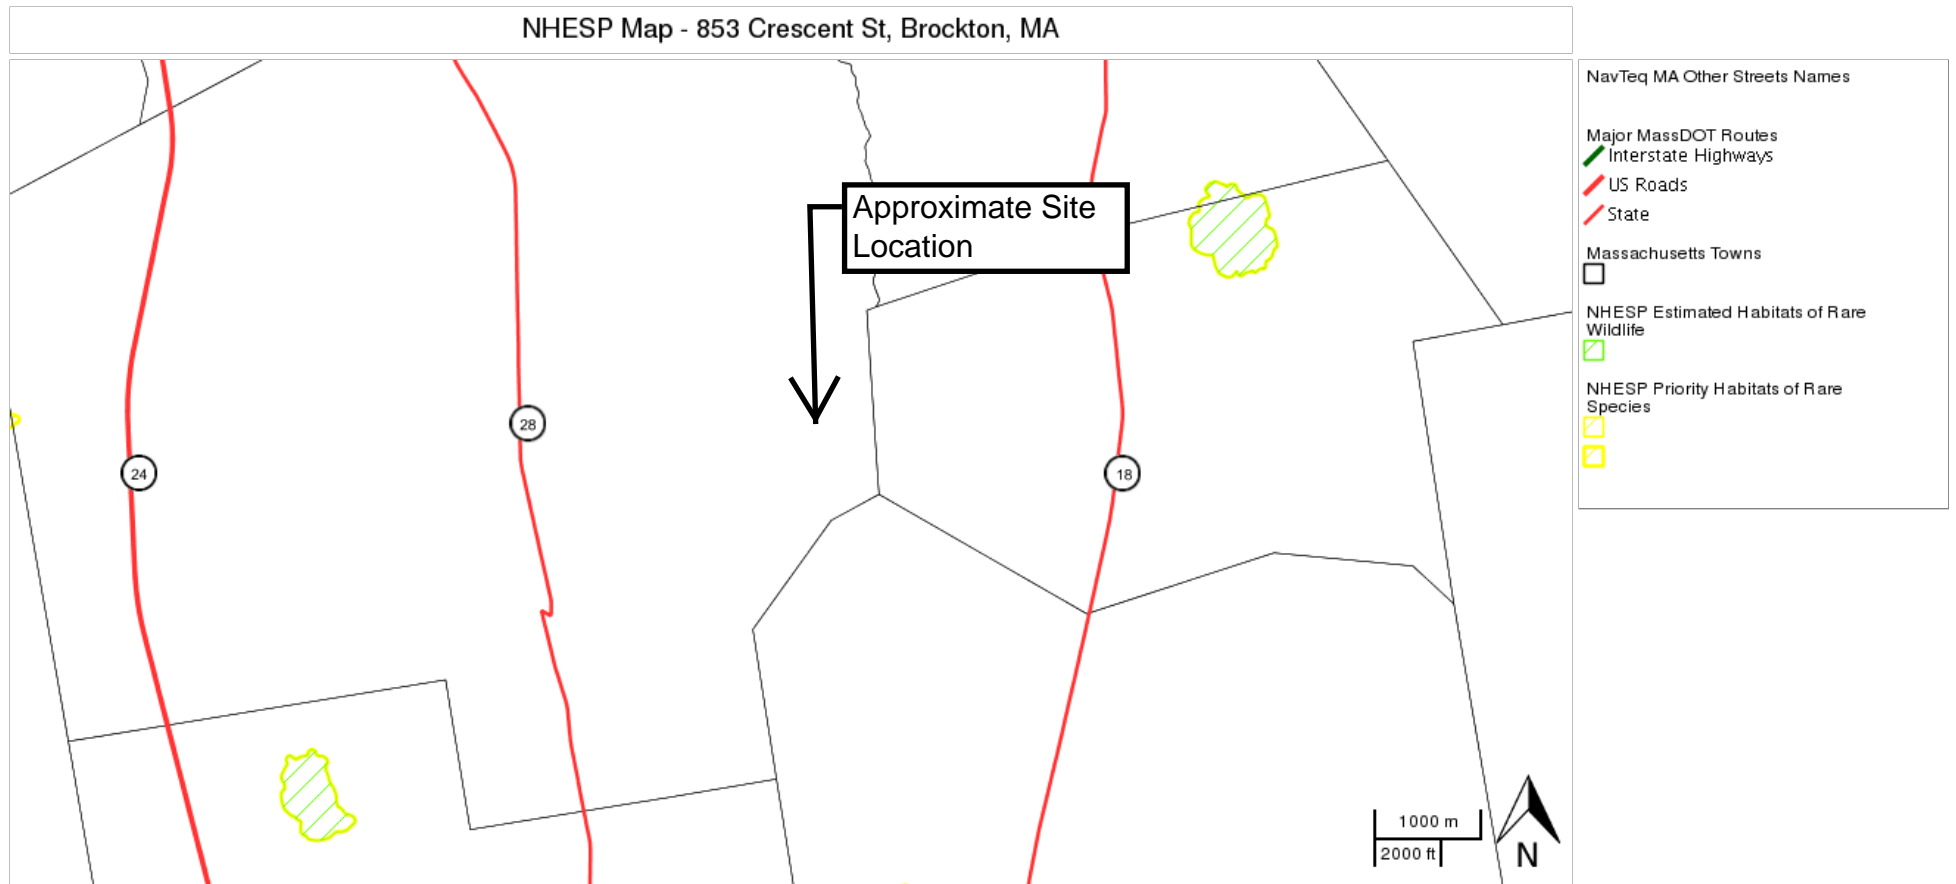 NHESP Map - 853 Crescent St, Brockton, MA
NavTeq MA Other Streets Names
Major MassDOT Routes
Interstate Highways
US Roads
State
Massachusetts Towns
NHESP Estimated Habitats of Rare
Wildlife
NHESP Priority Habitats of Rare
Species
Approximate Site
Location
28
24
18
1000 m
2000 ft
N